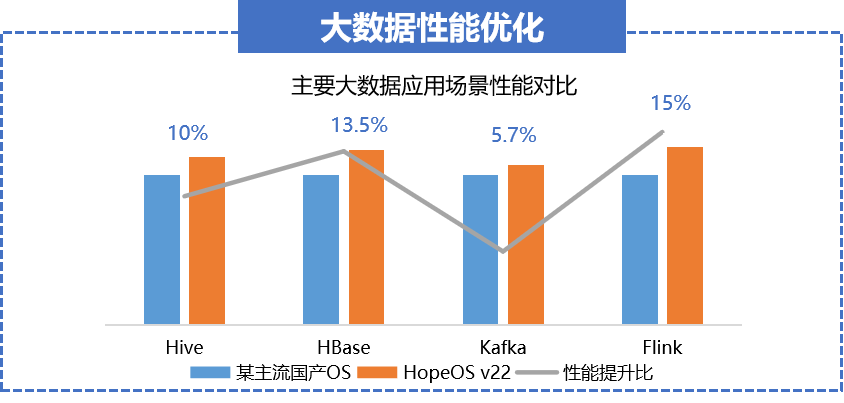 大数据性能优化
主要大数据应用场景性能对比
10%
13.5%
5.7%
15%
Hive
HBase
Kafka
Flink
某主流国产OS
HopeOS v22
性能提升比